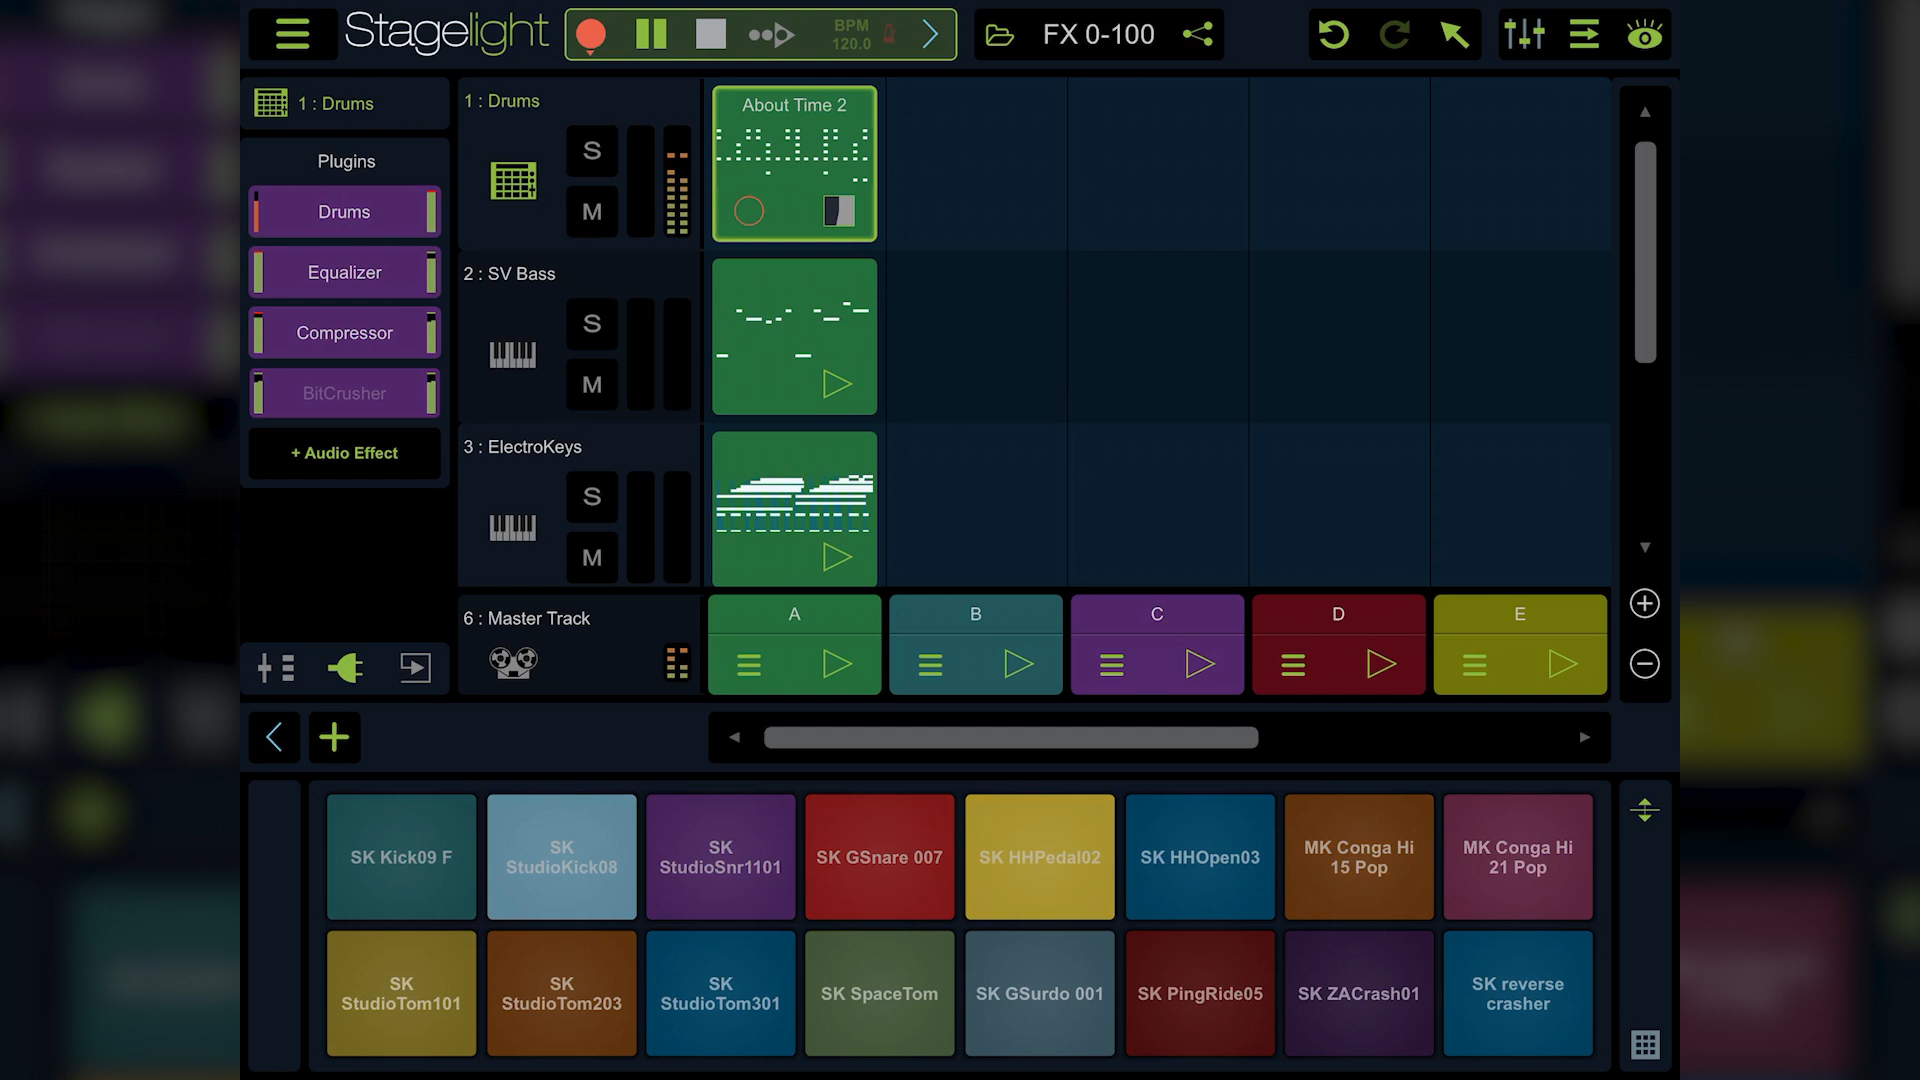 Stagelight
BPM
120.0
FX 0-100
1 : Drums
Plugins
Drums
Equalizer
Compressor
BitCrusher
+ Audio Effect
1 : Drums
S
M
About Time 2
2 : SV Bass
S
M
3 : ElectroKeys
S
M
6 : Master Track
A
B
C
D
E
SK Kick09 F
SK
StudioKick08
SK
StudioSnr1101
SK GSnare 007
SK HHPedal02
SK HHOpen03
MK Conga Hi
15 Pop
MK Conga Hi
21 Pop
SK
StudioTom101
SK
StudioTom203
SK
StudioTom301
SK SpaceTom
SK GSurdo 001
SK PingRide05
SK ZACrash01
SK reverse
crasher